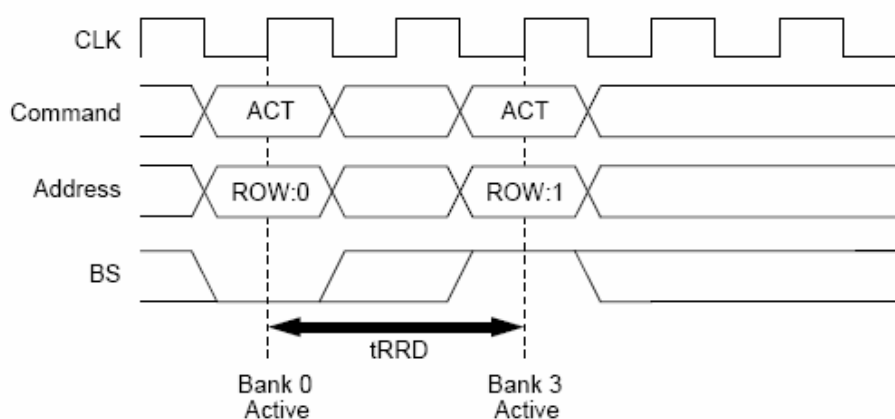 CLK
Command
ACT
ACT
Address
ROW:0
ROW:1
BS
tRRD
Bank 0
Active
Bank 3
Active